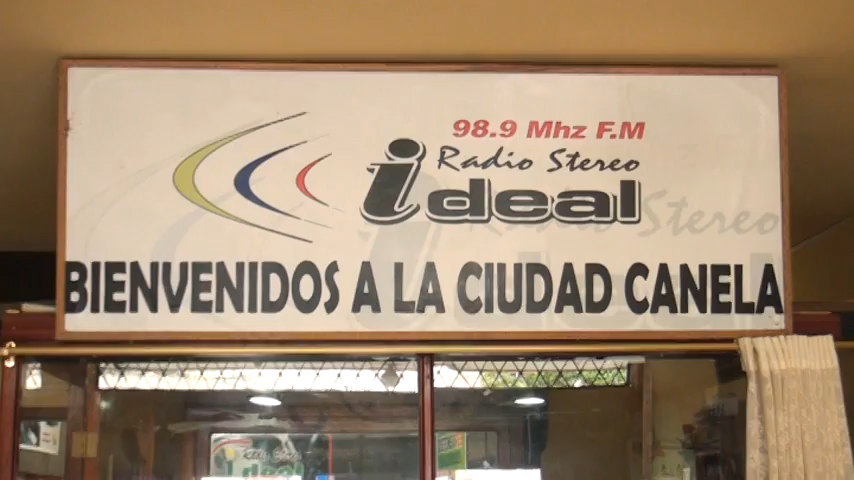 98.9 Mhz F.M
Radio Stereo
ideal
BIENVENIDOS A LA CIUDAD CANELA